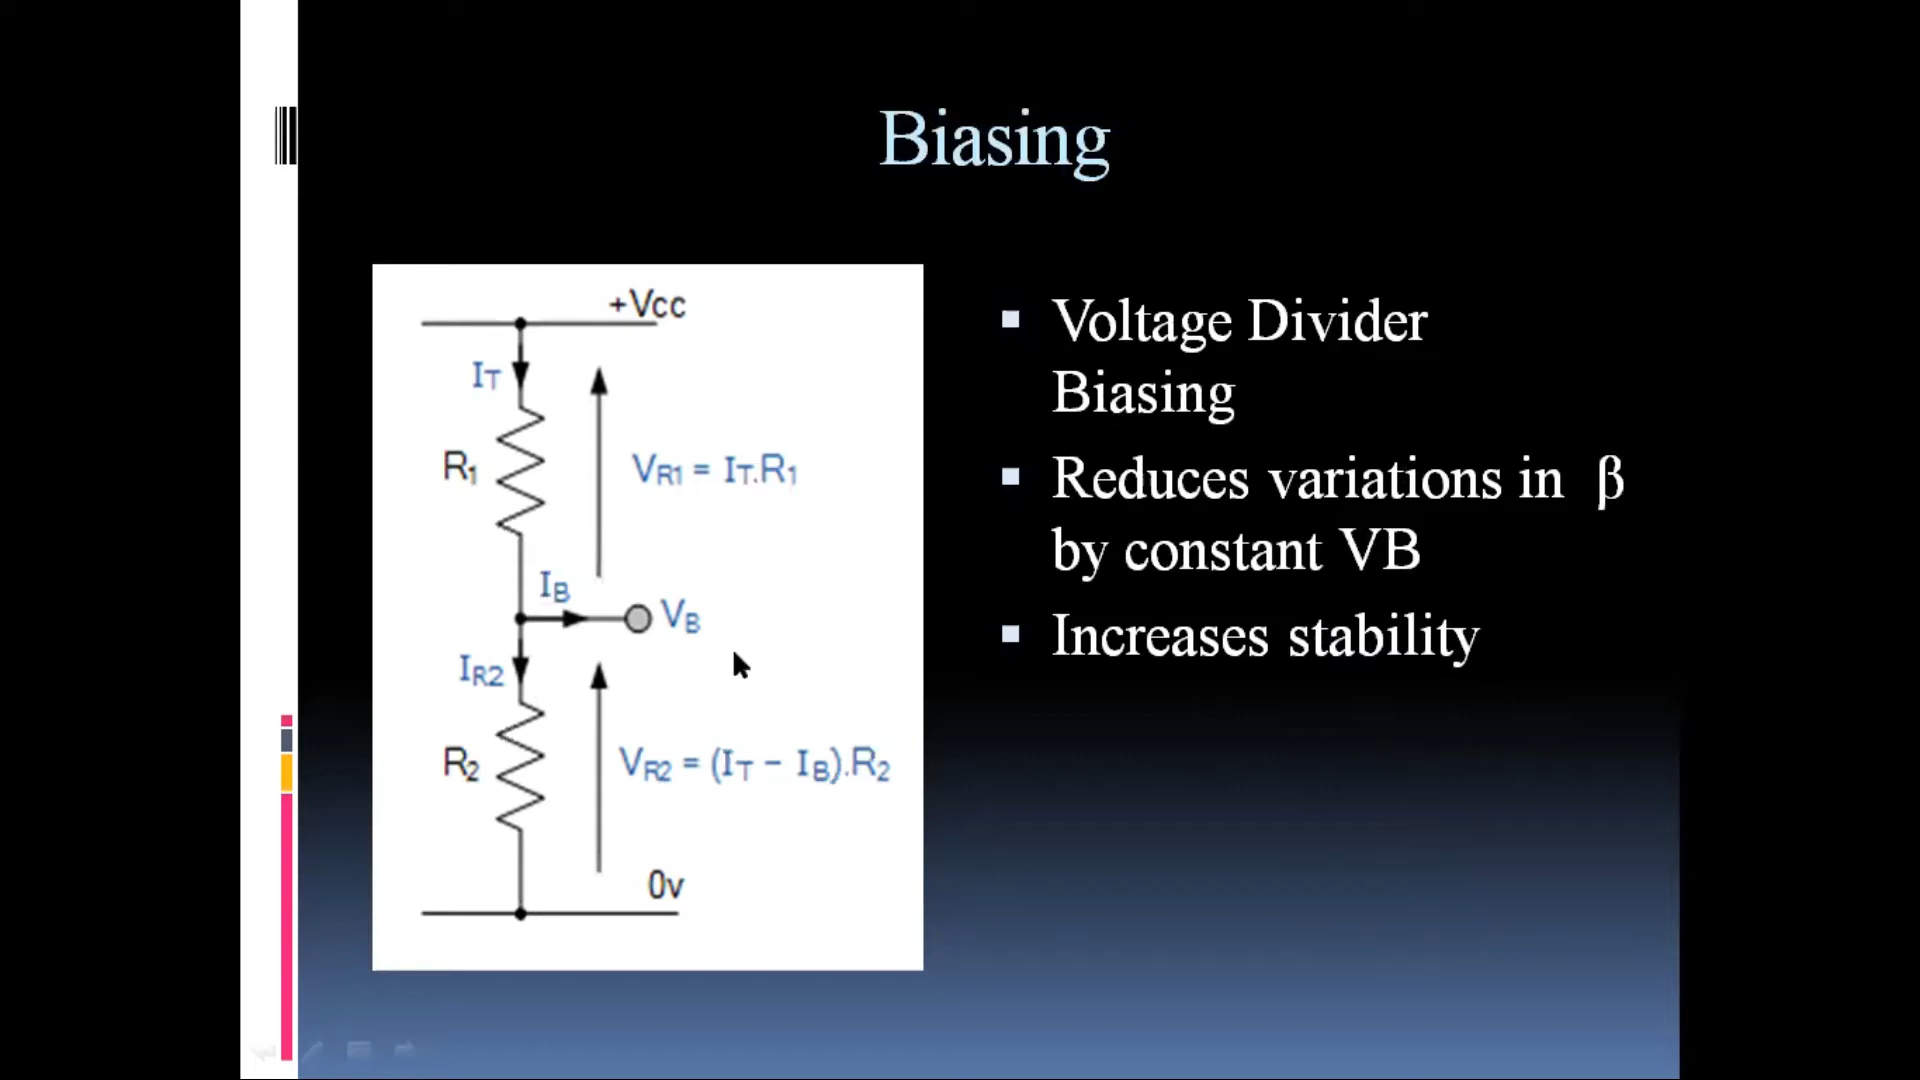 Biasing
+Vcc
IT
R1
VR1 = IT.R1
IB
VB
IR2
R2
VR2 = (IT − IB).R2
0v
Voltage Divider
Biasing
Reduces variations in β
by constant VB
Increases stability